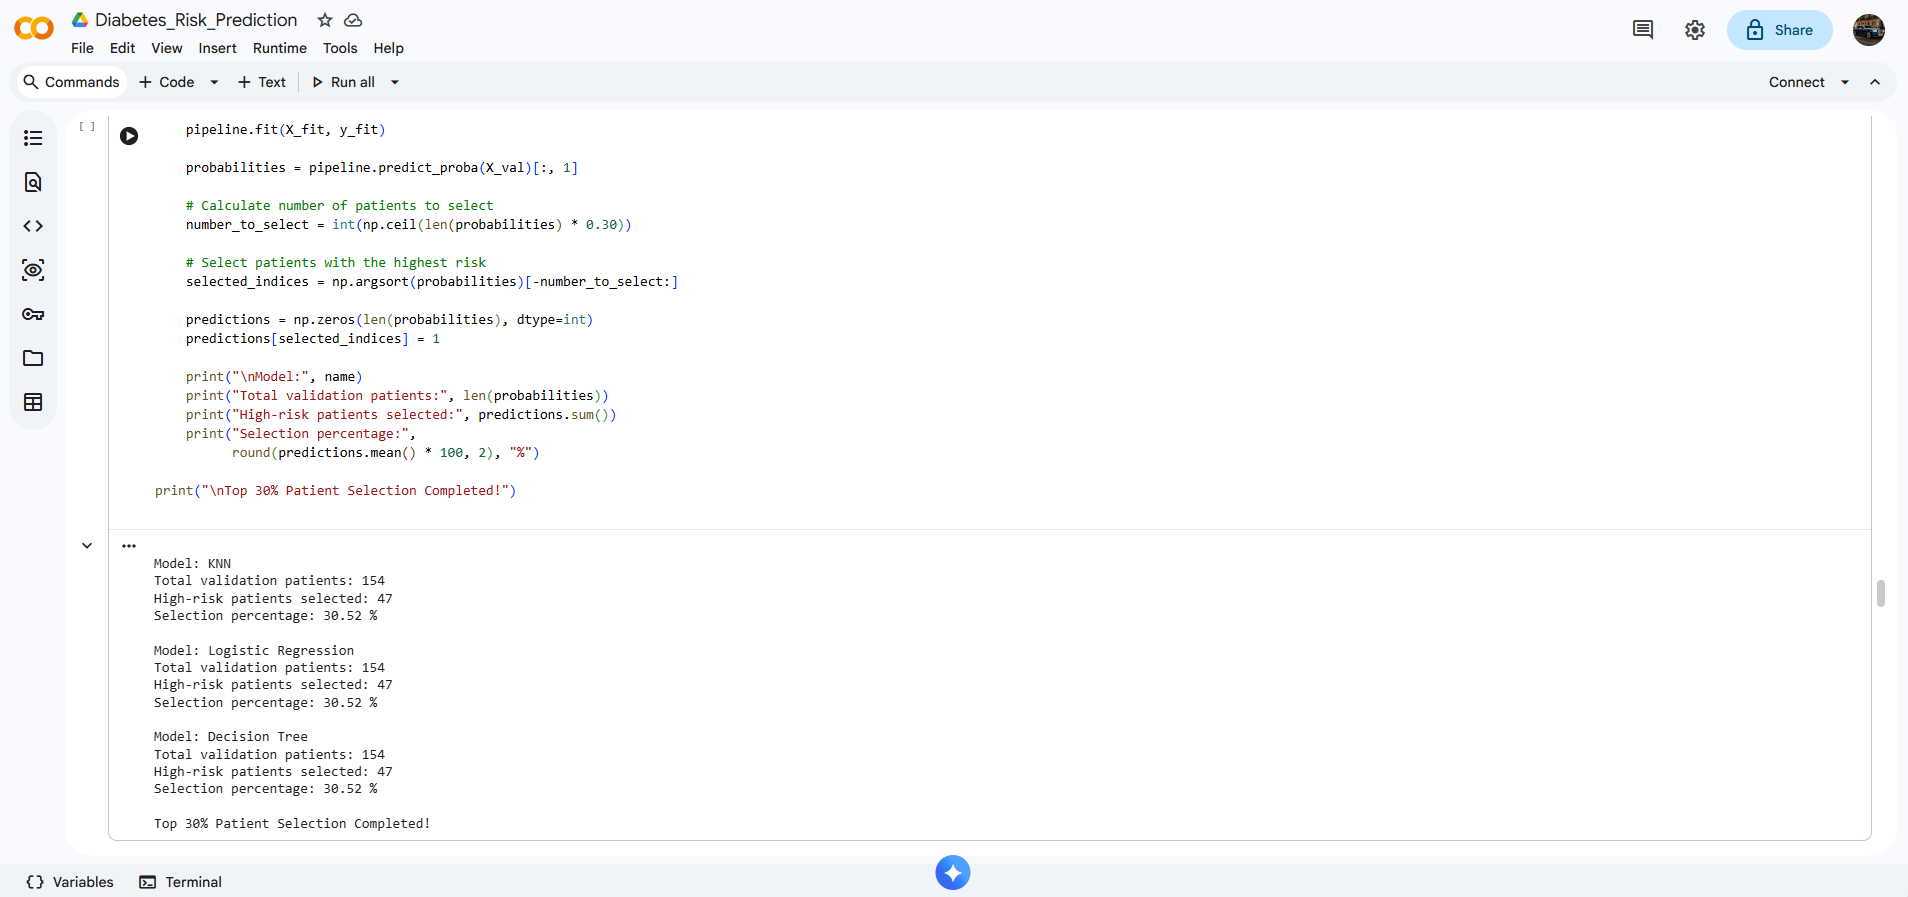 Diabetes_Risk_Prediction
File Edit View Insert Runtime Tools Help
Share
Commands + Code + Text Run all
Connect
[ ]
pipeline.fit(X_fit, y_fit)
probabilities = pipeline.predict_proba(X_val)[:, 1]
# Calculate number of patients to select
number_to_select = int(np.ceil(len(probabilities) * 0.30))
# Select patients with the highest risk
selected_indices = np.argsort(probabilities)[-number_to_select:]
predictions = np.zeros(len(probabilities), dtype=int)
predictions[selected_indices] = 1
print("\nModel:", name)
print("Total validation patients:", len(probabilities))
print("High-risk patients selected:", predictions.sum())
print("Selection percentage:",
round(predictions.mean() * 100, 2), "%")
print("\nTop 30% Patient Selection Completed!")
Model: KNN
Total validation patients: 154
High-risk patients selected: 47
Selection percentage: 30.52 %
Model: Logistic Regression
Total validation patients: 154
High-risk patients selected: 47
Selection percentage: 30.52 %
Model: Decision Tree
Total validation patients: 154
High-risk patients selected: 47
Selection percentage: 30.52 %
Top 30% Patient Selection Completed!
Variables Terminal